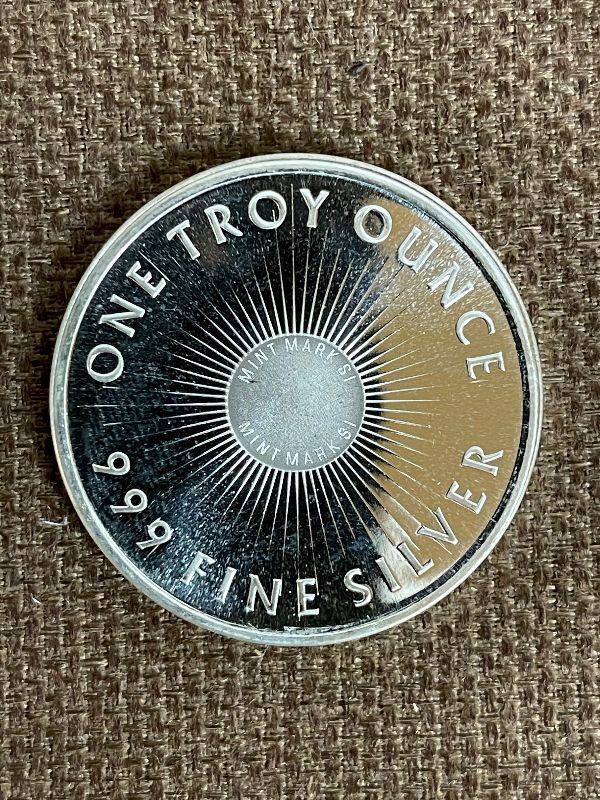 ONE TROY OUNCE
999 FINE SILVER
MINT MARK SI
MINT MARK SI